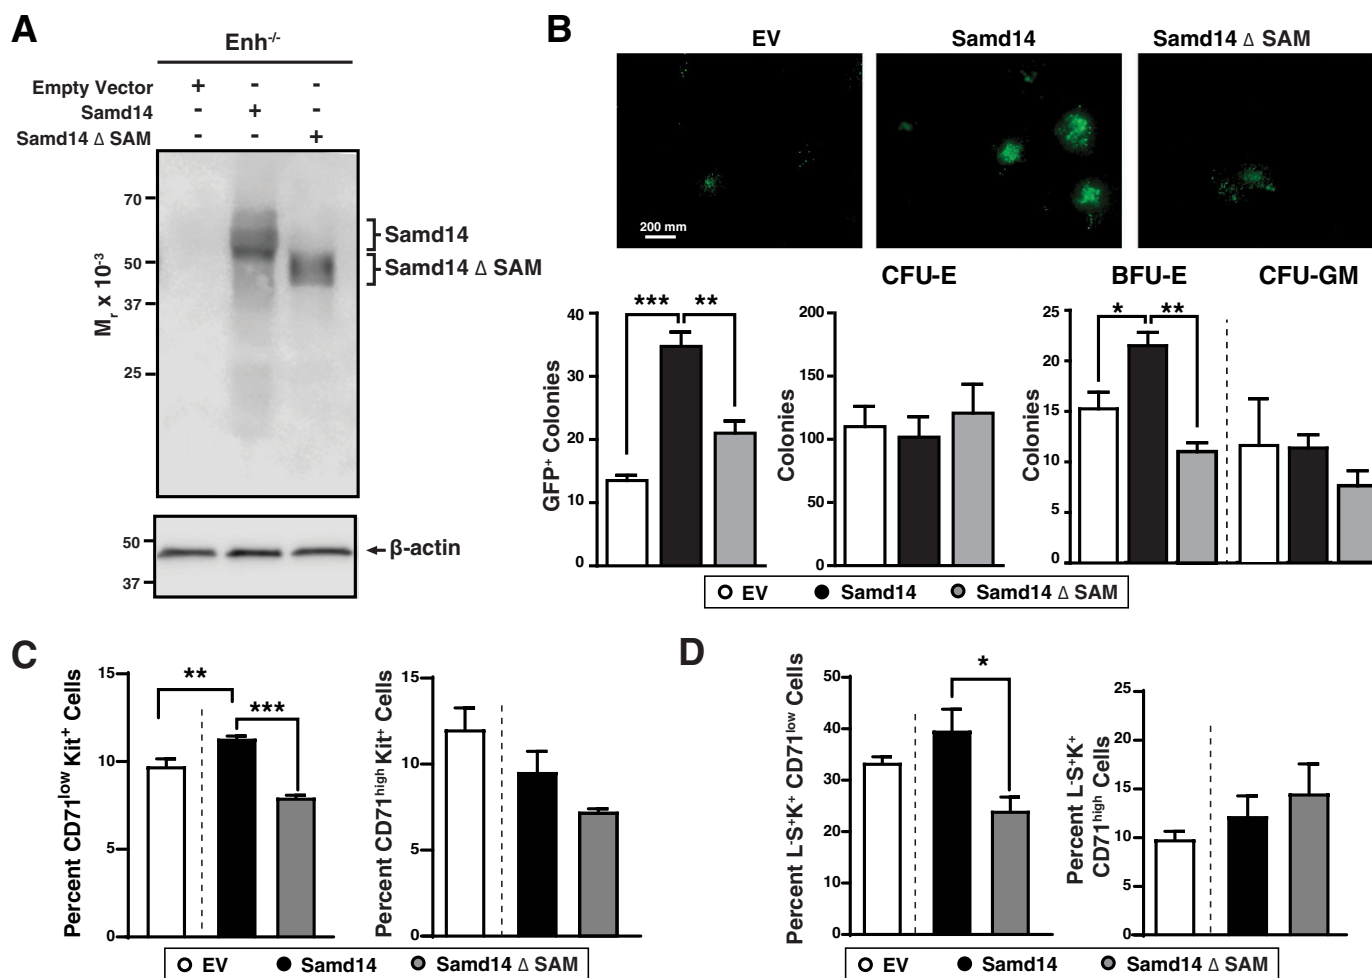 A
Enh-/-
Empty Vector + - -
Samd14 - + -
Samd14 Δ SAM - - +
Mr x 10-3
70
50
37
25
Samd14
Samd14 Δ SAM
50
37
β-actin
B
EV Samd14 Samd14 Δ SAM
200 mm
GFP+ Colonies
40
30
20
10
0
*** **
CFU-E
Colonies
200
150
100
50
0
BFU-E CFU-GM
Colonies
25
20
15
10
5
0
* **
EV Samd14 Samd14 Δ SAM
C
Percent CD71low Kit+ Cells
15
10
5
0
**
***
Percent CD71high Kit+ Cells
15
10
5
0
EV Samd14 Samd14 Δ SAM
D
Percent L-S+K+ CD71low Cells
50
40
30
20
10
0
*
Percent L-S+K+
CD71high Cells
25
20
15
10
5
0
EV Samd14 Samd14 Δ SAM